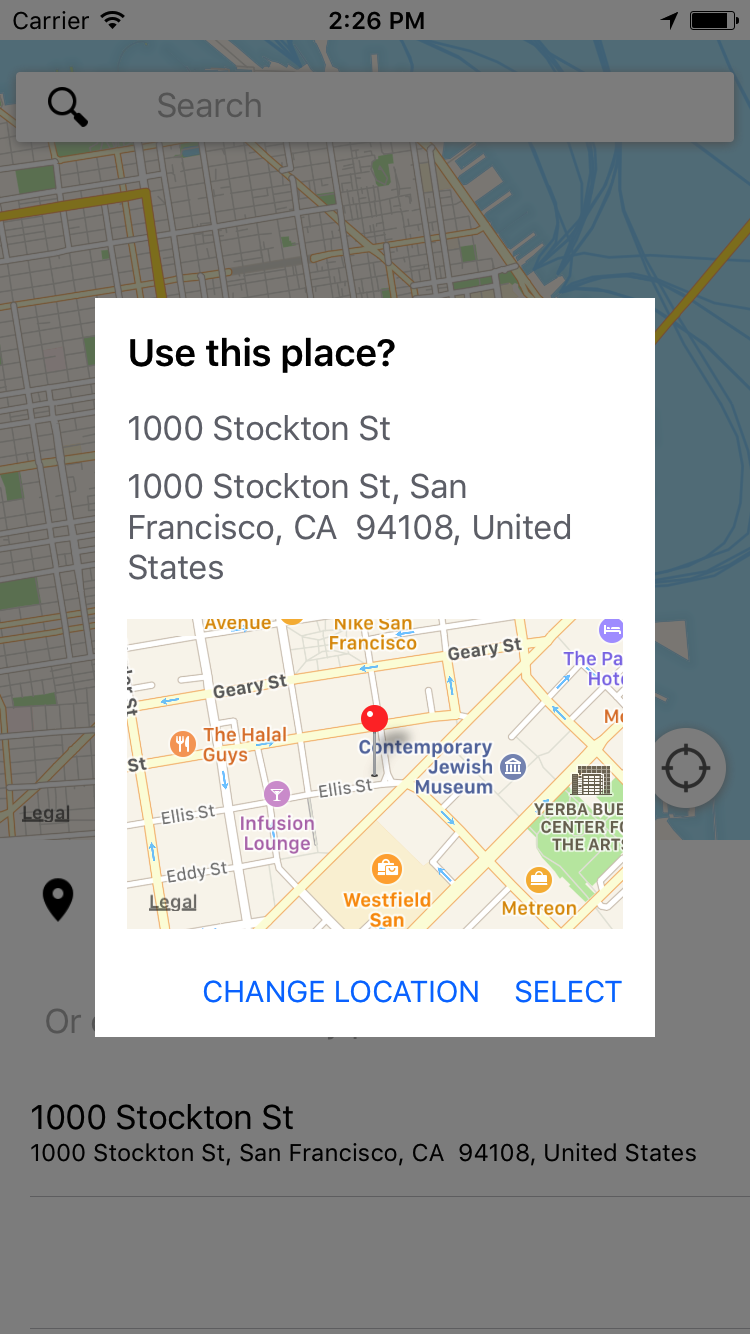 Carrier 2:26 PM
Search
Use this place?
1000 Stockton St
1000 Stockton St, San
Francisco, CA  94108, United
States
Avenue
Nike San
Francisco
Geary St
The Pa
Hote
Geary St
The Halal
Guys
St
Contemporary
Jewish
Museum
Ellis St
Ellis St
Infusion
Lounge
YERBA BUE
CENTER FO
THE ARTS
Eddy St
Legal
Westfield
San
Metreon
Legal
CHANGE LOCATION SELECT
Or
1000 Stockton St
1000 Stockton St, San Francisco, CA  94108, United States